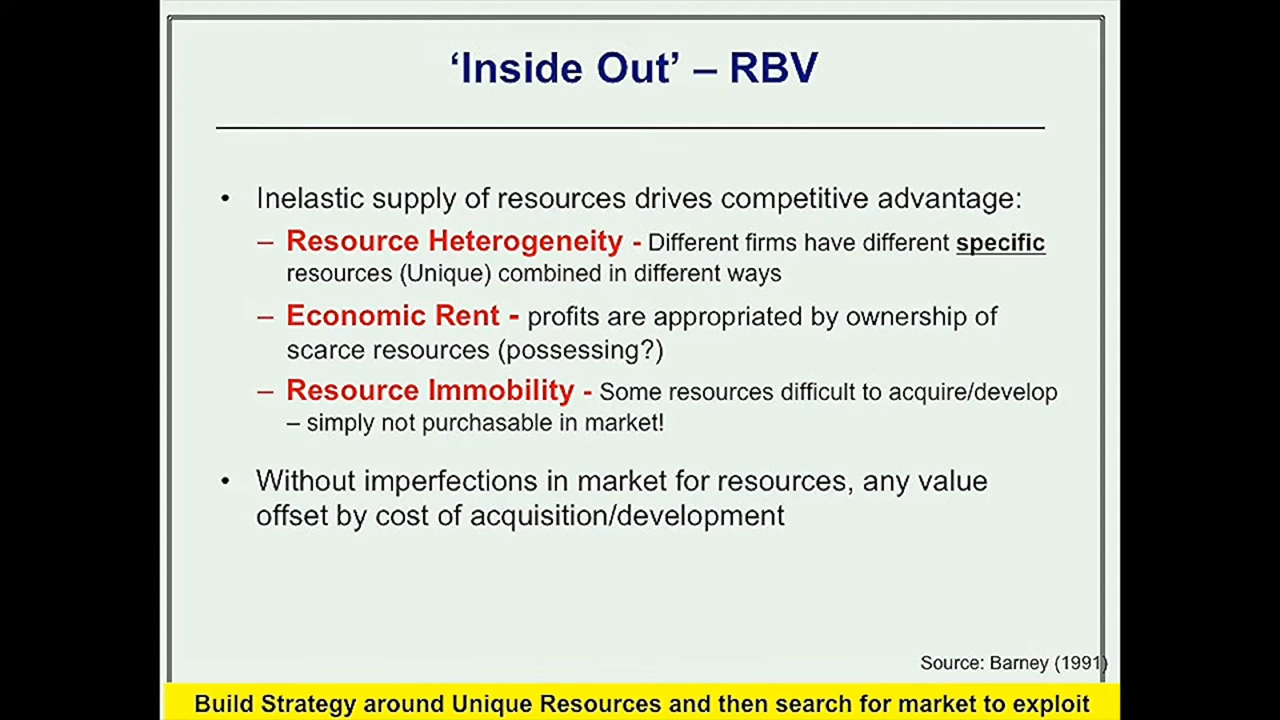 ‘Inside Out’ – RBV
• Inelastic supply of resources drives competitive advantage:
– Resource Heterogeneity - Different firms have different specific
resources (Unique) combined in different ways
– Economic Rent - profits are appropriated by ownership of
scarce resources (possessing?)
– Resource Immobility - Some resources difficult to acquire/develop
– simply not purchasable in market!
• Without imperfections in market for resources, any value
offset by cost of acquisition/development
Source: Barney (1991)
Build Strategy around Unique Resources and then search for market to exploit